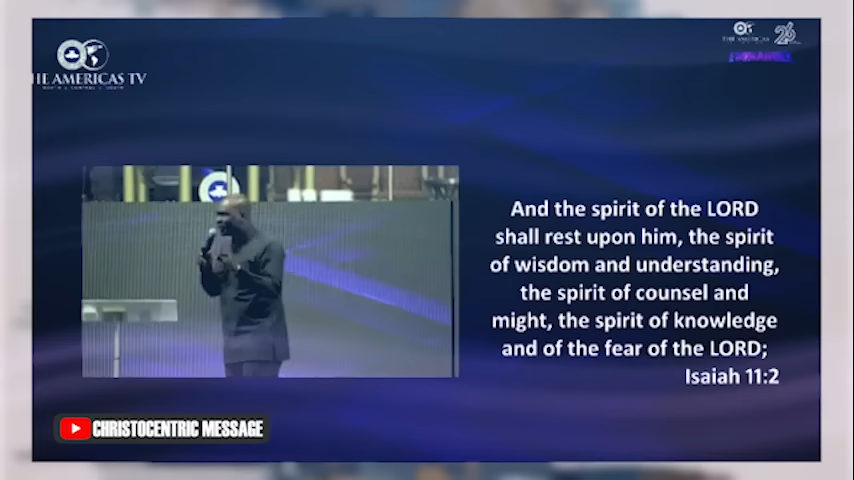 THE AMERICAS TV
26
And the spirit of the LORD
shall rest upon him, the spirit
of wisdom and understanding,
the spirit of counsel and
might, the spirit of knowledge
and of the fear of the LORD;
Isaiah 11:2
CHRISTOCENTRIC MESSAGE